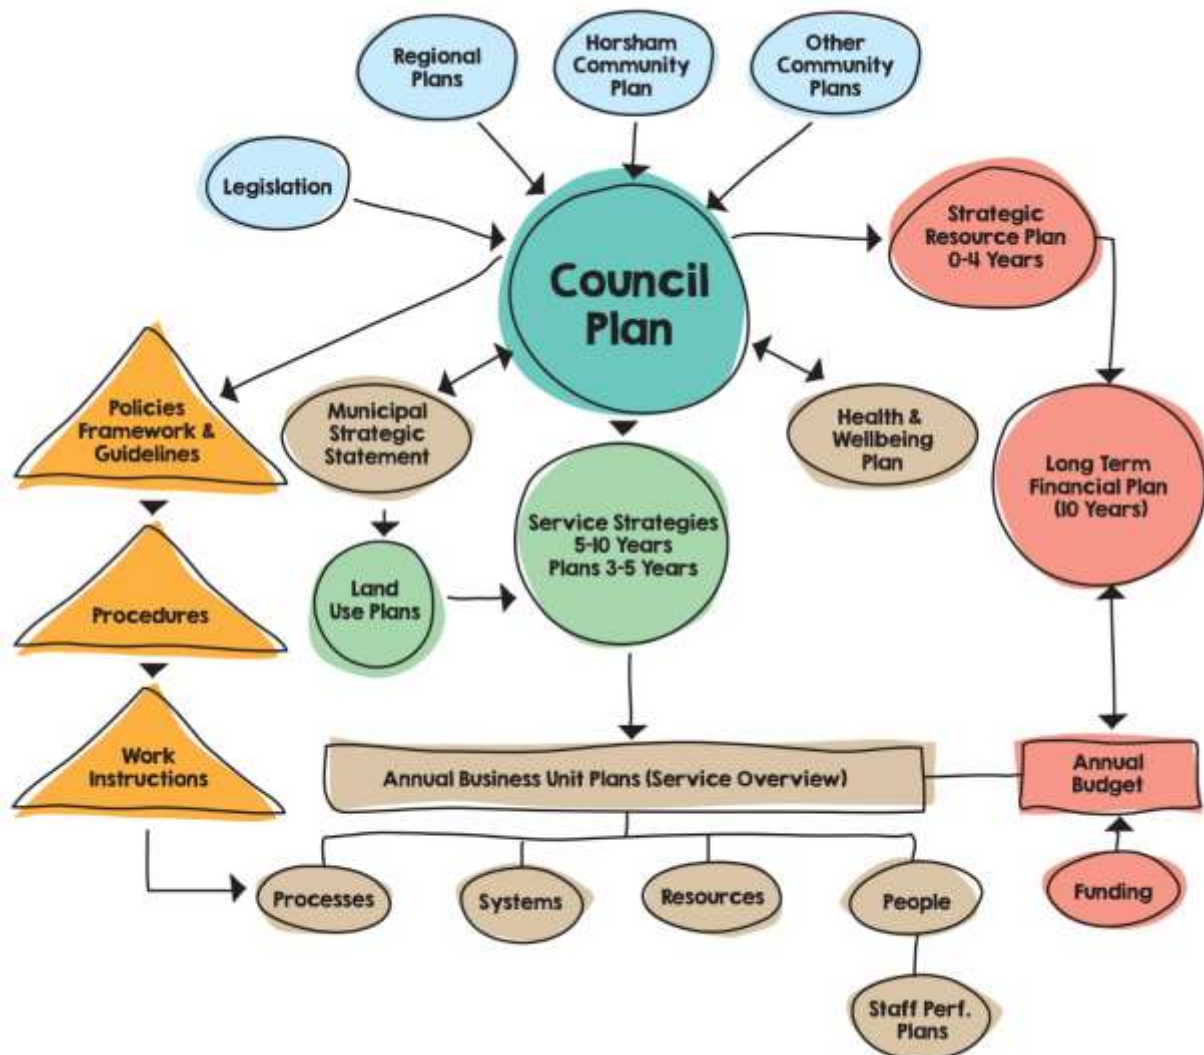 Regional
Plans
Horsham
Community
Plan
Other
Community
Plans
Legislation
Strategic
Resource Plan
0-4 Years
Council
Plan
Policies
Framework &
Guidelines
Municipal
Strategic
Statement
Health &
Wellbeing
Plan
Long Term
Financial Plan
(10 Years)
Service Strategies
5-10 Years
Plans 3-5 Years
Land
Use Plans
Procedures
Work
Instructions
Annual Business Unit Plans (Service Overview)
Annual
Budget
Processes
Systems
Resources
People
Funding
Staff Perf.
Plans